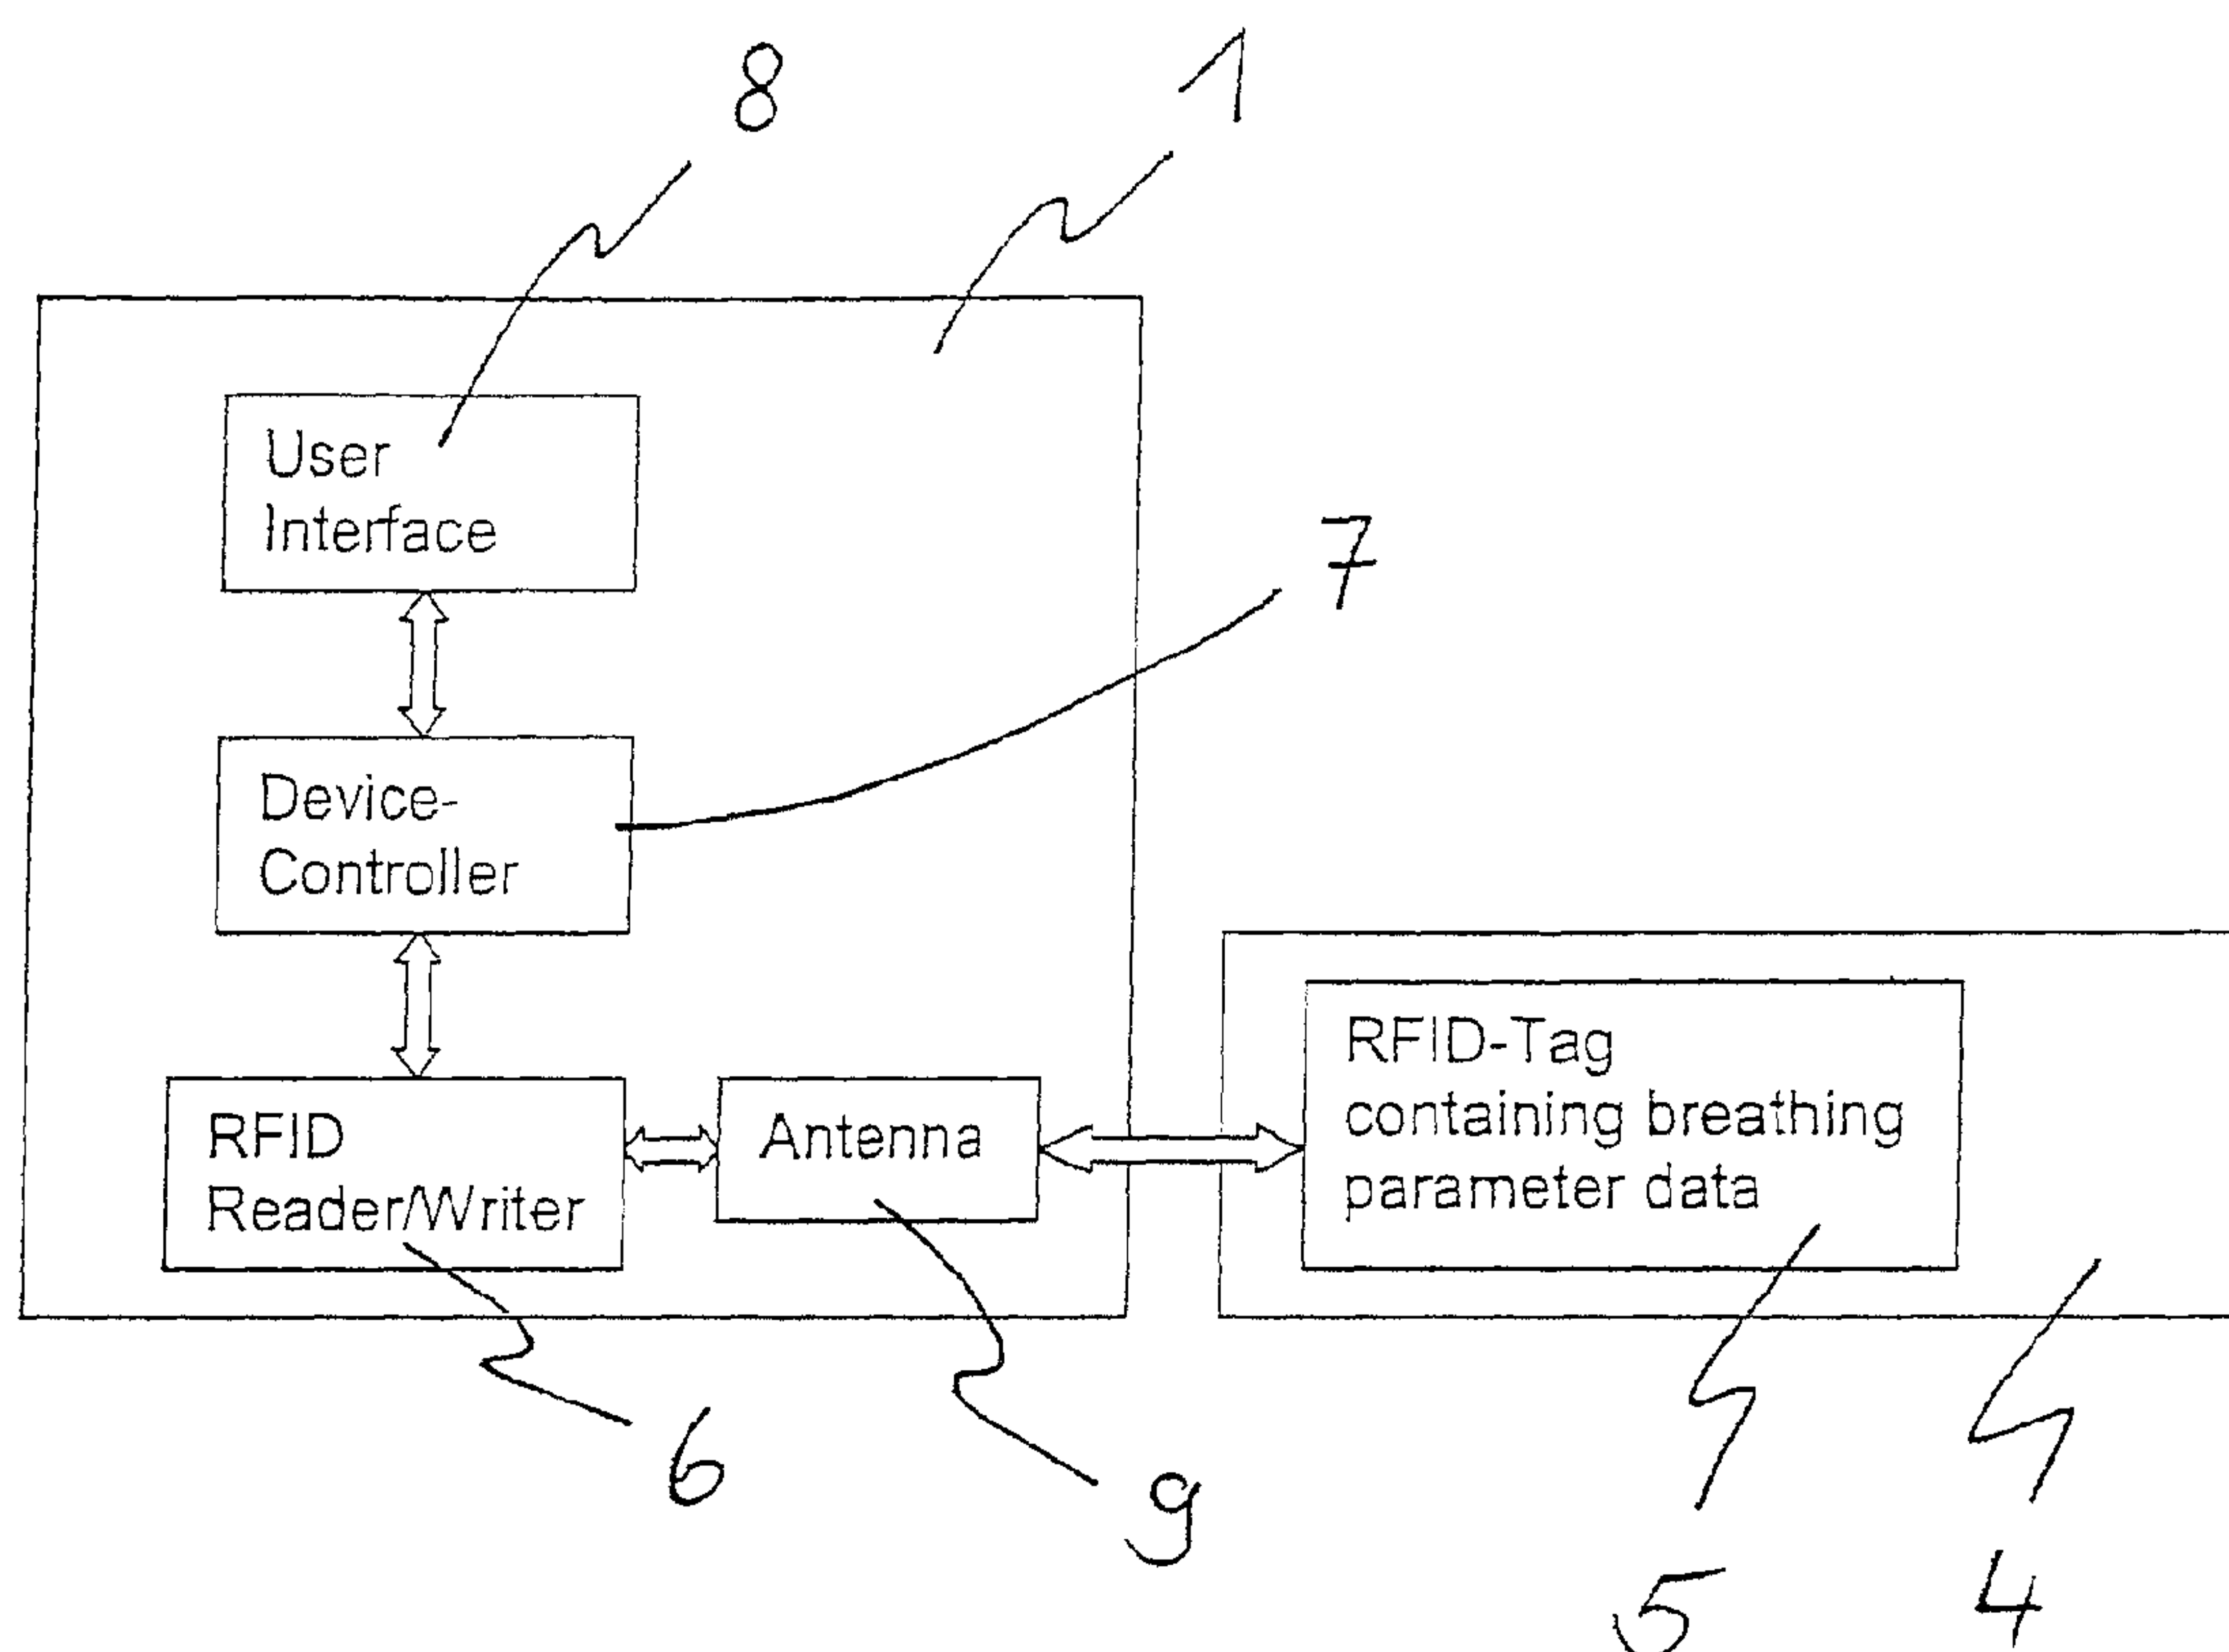 8
1
User
Interface
7
Device-
Controller
RFID
Reader/Writer
Antenna
RFID-Tag
containing breathing
parameter data
6
9
5
4